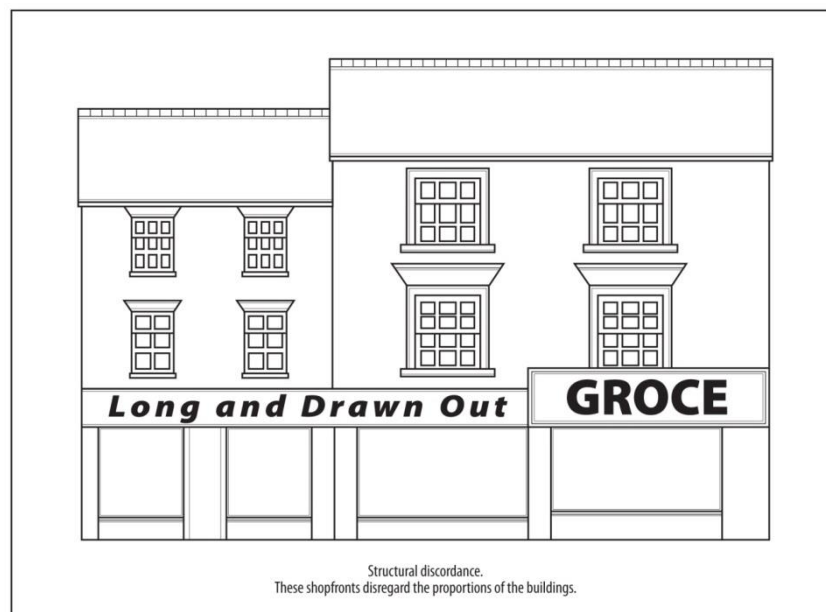 Long and Drawn Out
GROCE
Structural discordance.
These shopfronts disregard the proportions of the buildings.